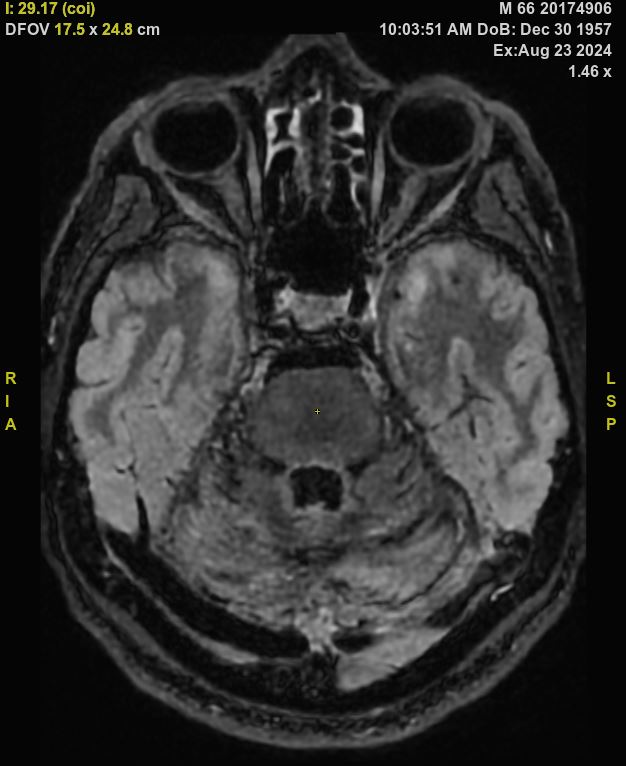 I: 29.17 (coi)
DFOV 17.5 x 24.8 cm
M 66 20174906
10:03:51 AM DoB: Dec 30 1957
Ex:Aug 23 2024
1.46 x
R
I
A
L
S
P